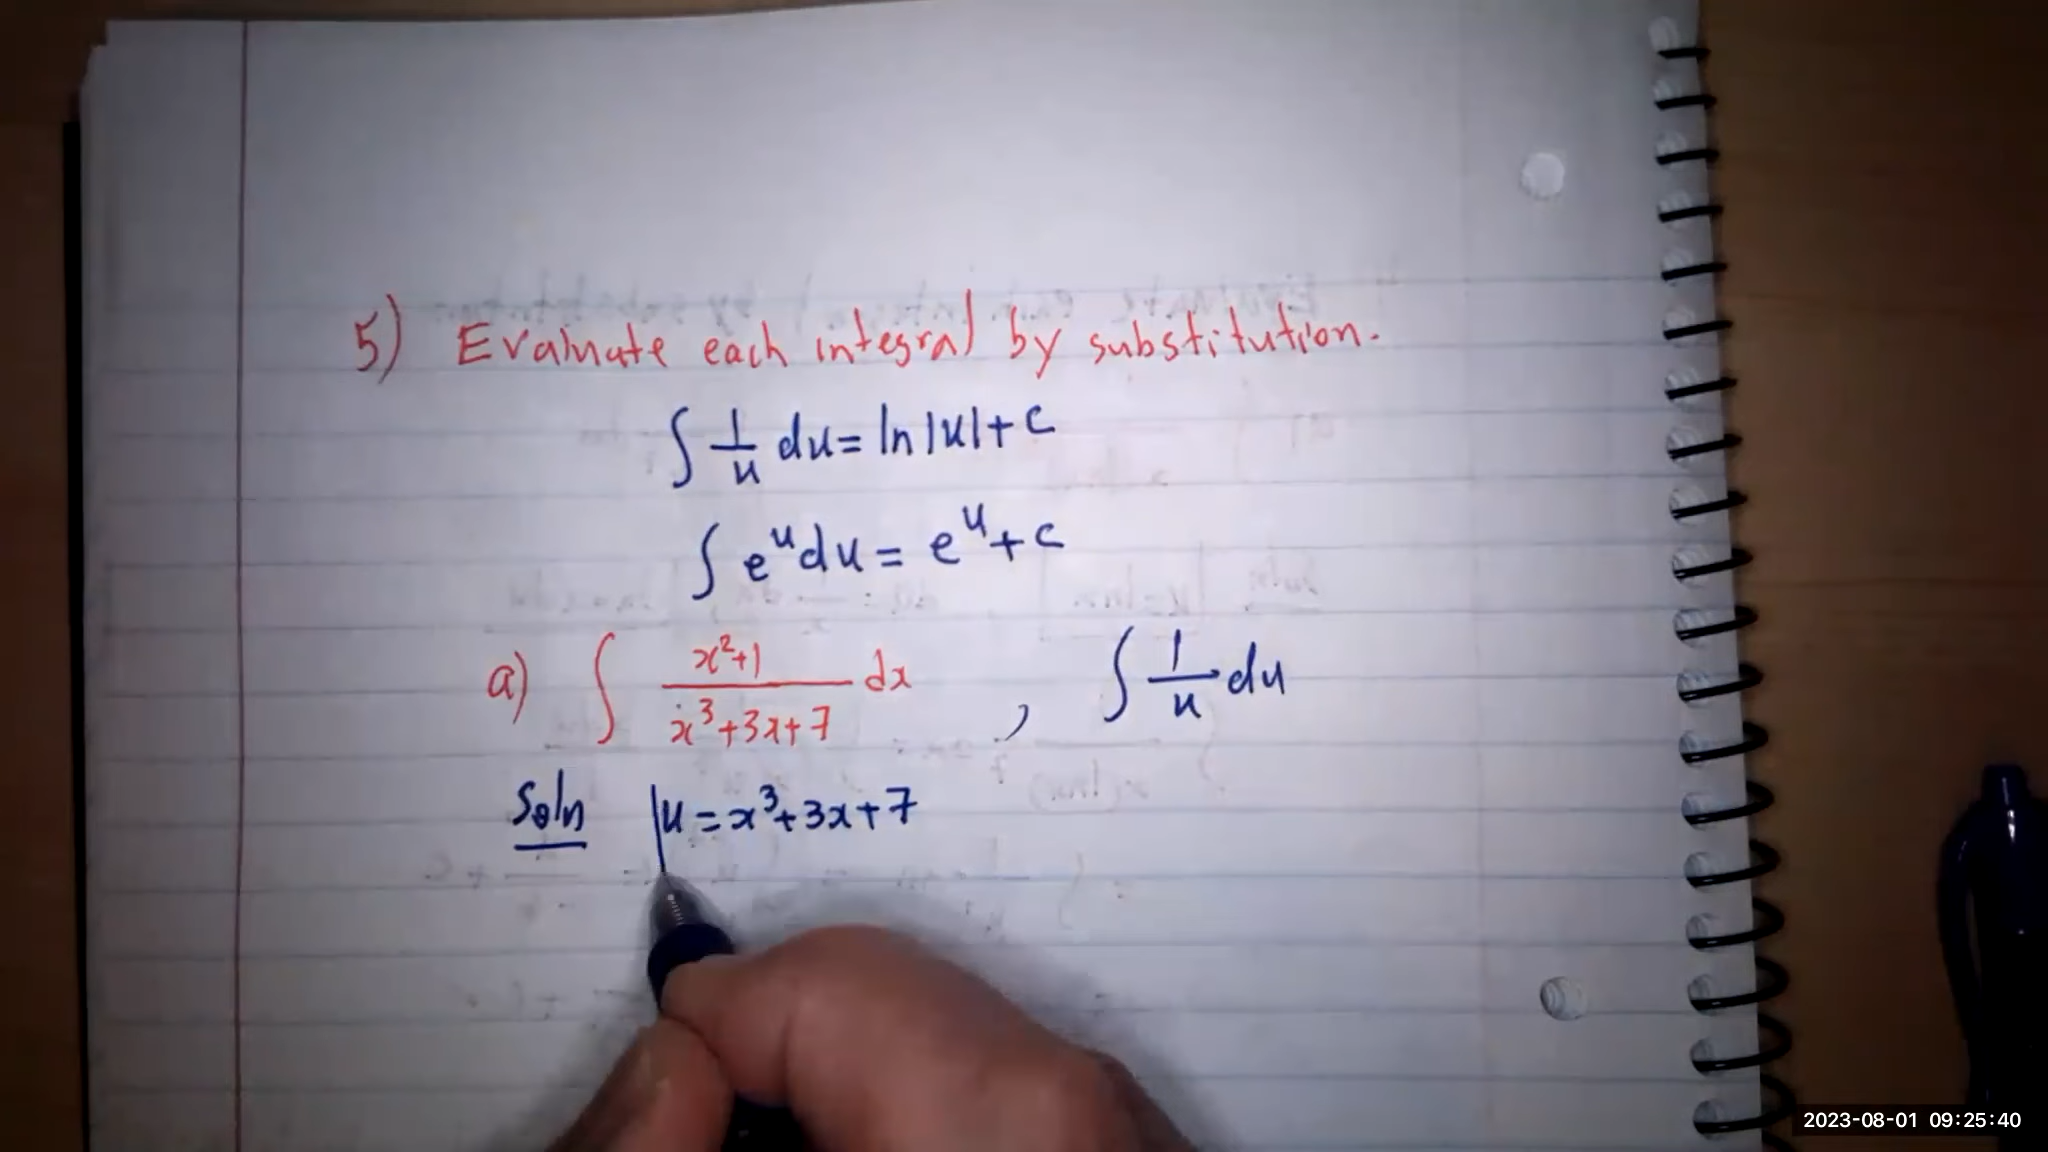 5) Evaluate each integral by substitution.
∫ 1/u du = ln|u| + c
∫ e^u du = e^u + c
a) ∫ (x²+1)/(x³+3x+7) dx , ∫ 1/u du
Soln u = x³+3x+7
2023-08-01 09:25:40